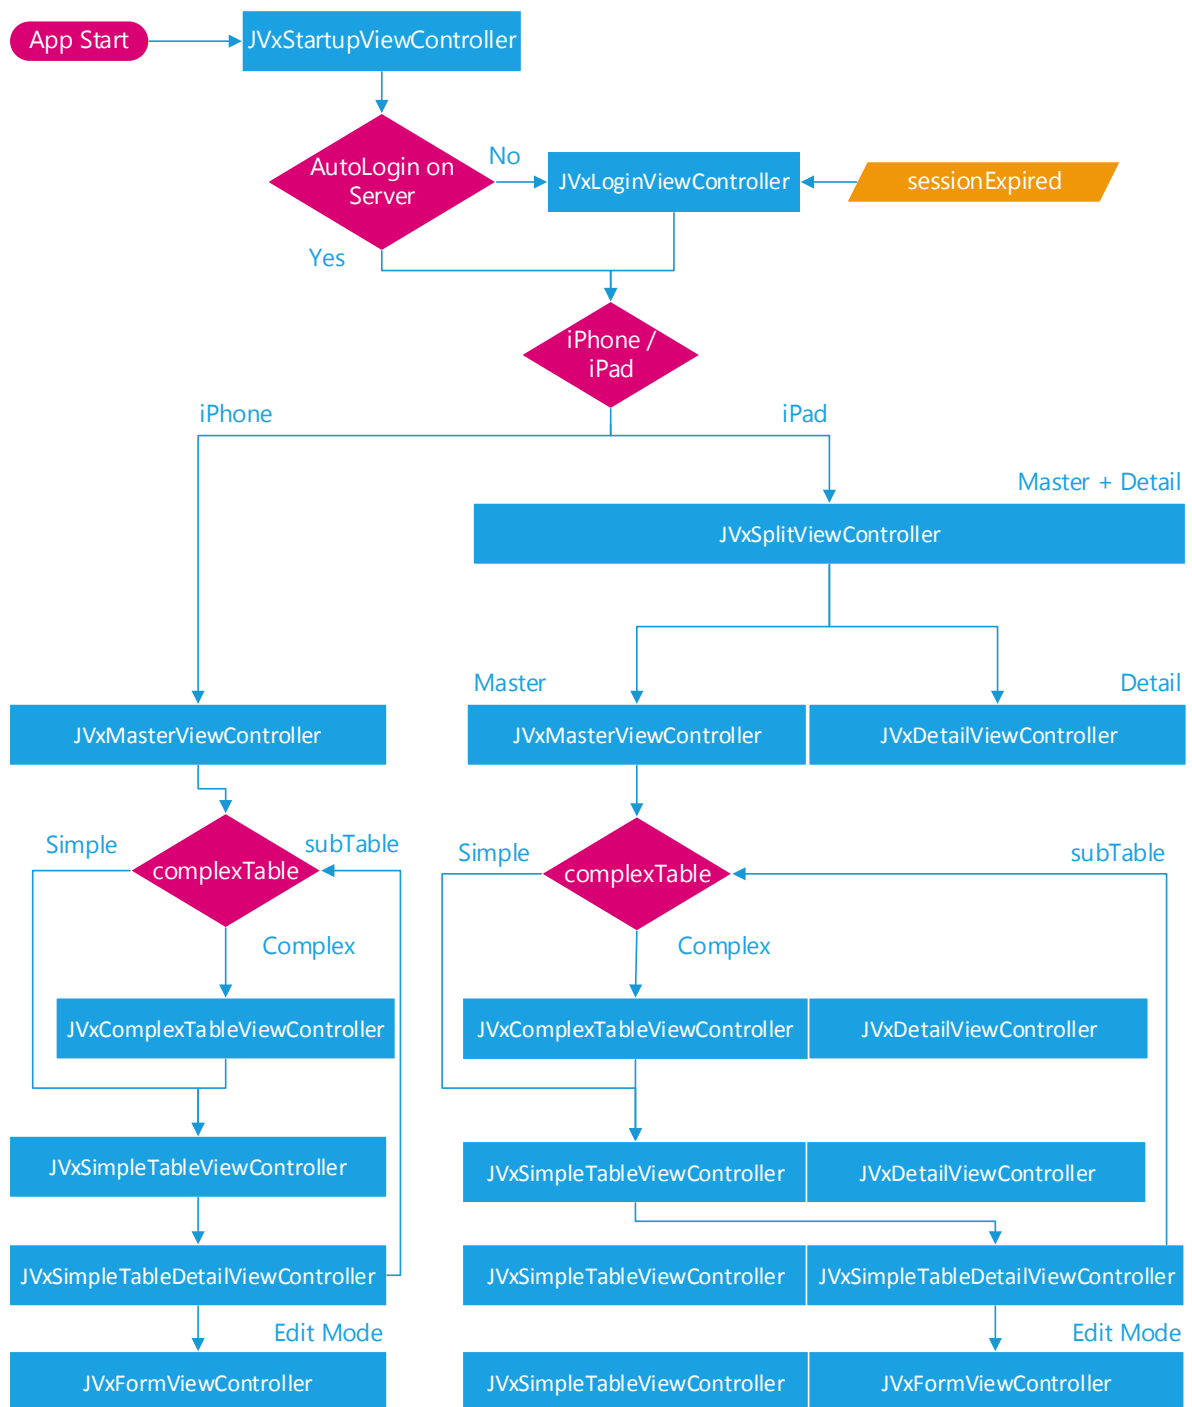 App Start
JVxStartupViewController
AutoLogin on
Server
No
JVxLoginViewController
sessionExpired
Yes
iPhone /
iPad
iPhone
iPad
Master + Detail
JVxSplitViewController
Master
Detail
JVxMasterViewController
JVxMasterViewController
JVxDetailViewController
Simple
complexTable
subTable
Simple
complexTable
subTable
Complex
Complex
JVxComplexTableViewController
JVxComplexTableViewController
JVxDetailViewController
JVxSimpleTableViewController
JVxSimpleTableViewController
JVxDetailViewController
JVxSimpleTableDetailViewController
JVxSimpleTableViewController
JVxSimpleTableDetailViewController
Edit Mode
Edit Mode
JVxFormViewController
JVxSimpleTableViewController
JVxFormViewController